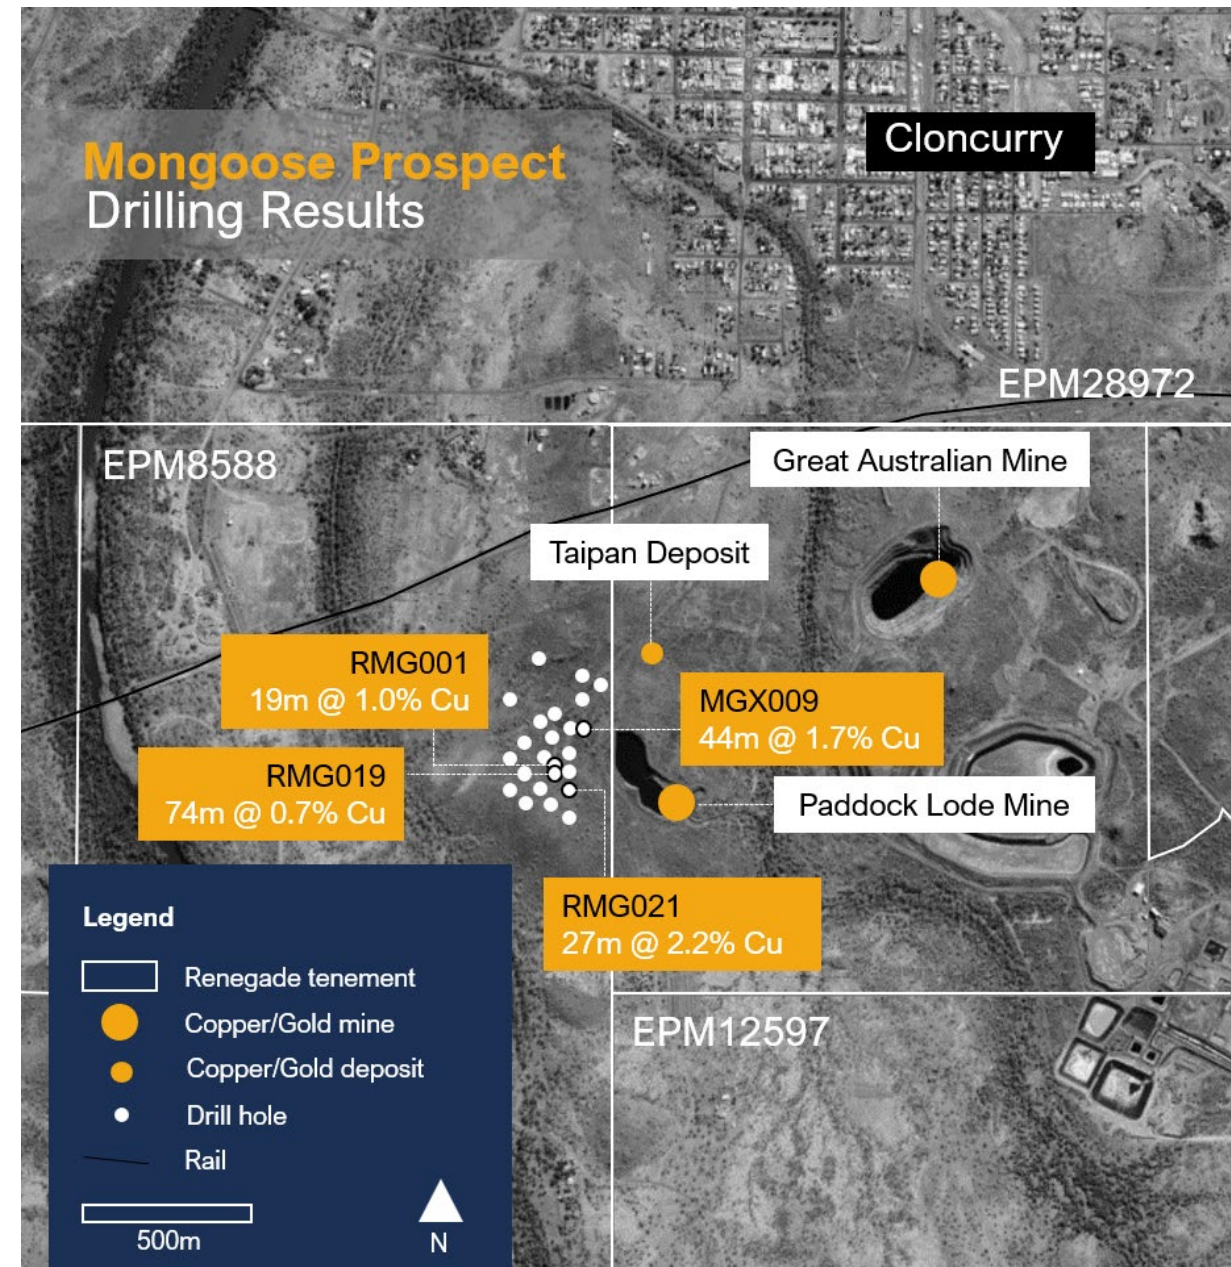 Mongoose Prospect
Drilling Results
Cloncurry
EPM28972
EPM8588
Great Australian Mine
Taipan Deposit
RMG001
19m @ 1.0% Cu
MGX009
44m @ 1.7% Cu
RMG019
74m @ 0.7% Cu
Paddock Lode Mine
RMG021
27m @ 2.2% Cu
EPM12597
Legend
Renegade tenement
Copper/Gold mine
Copper/Gold deposit
Drill hole
Rail
500m
N